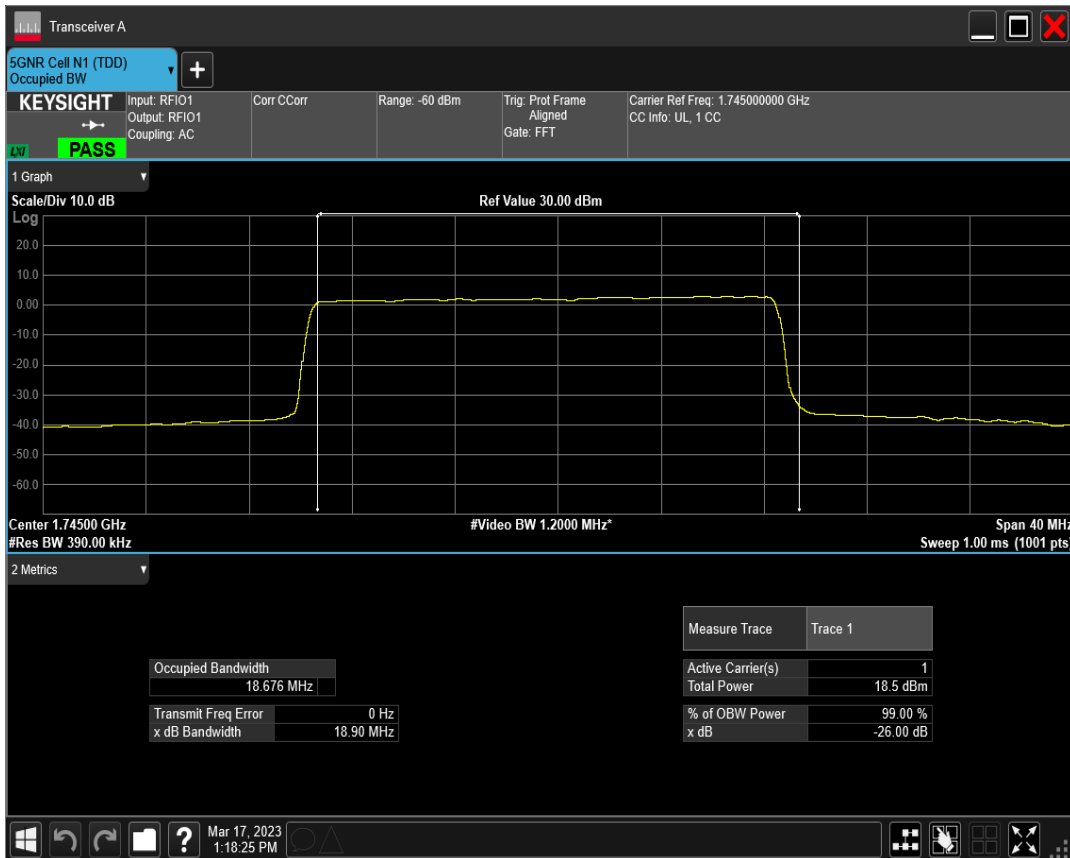 Transceiver A
5GNR Cell N1 (TDD)
Occupied BW
+
KEYSIGHT
LXI
PASS
Input: RFIO1
Output: RFIO1
Coupling: AC
Corr CCorr
Range: -60 dBm
Trig: Prot Frame
Aligned
Gate: FFT
Carrier Ref Freq: 1.745000000 GHz
CC Info: UL, 1 CC
1 Graph
Scale/Div 10.0 dB
Ref Value 30.00 dBm
Log
20.0
10.0
0.00
-10.0
-20.0
-30.0
-40.0
-50.0
-60.0
Center 1.74500 GHz
#Video BW 1.2000 MHz*
Span 40 MHz
#Res BW 390.00 kHz
Sweep 1.00 ms (1001 pts)
2 Metrics
Measure Trace Trace 1
Occupied Bandwidth
18.676 MHz
Active Carrier(s) 1
Total Power 18.5 dBm
Transmit Freq Error 0 Hz
x dB Bandwidth 18.90 MHz
% of OBW Power 99.00 %
x dB -26.00 dB
?
Mar 17, 2023
1:18:25 PM